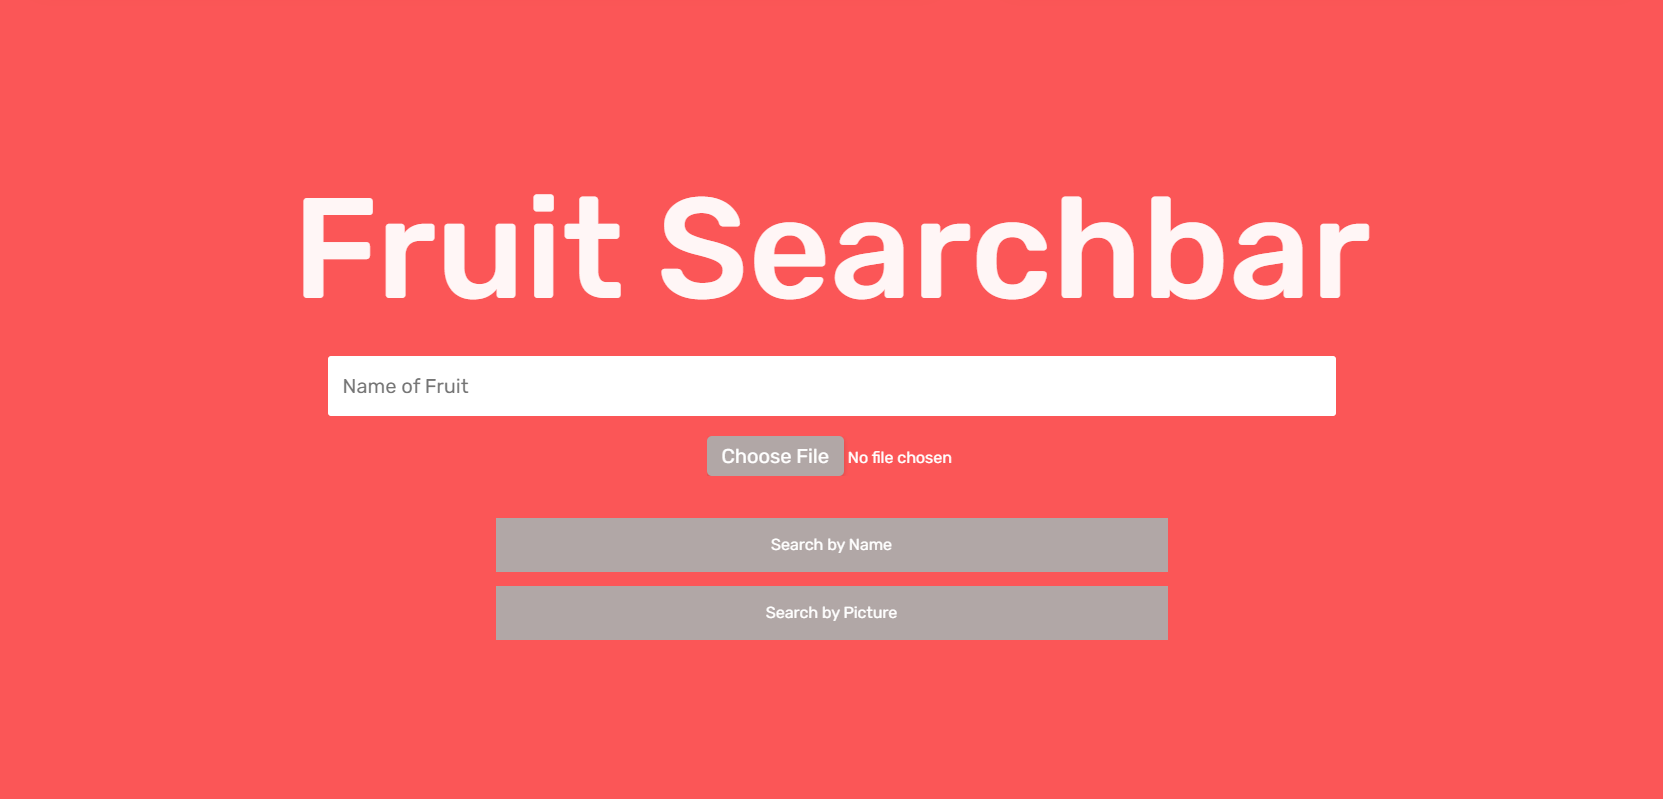 Fruit Searchbar
Name of Fruit
Choose File No file chosen
Search by Name
Search by Picture